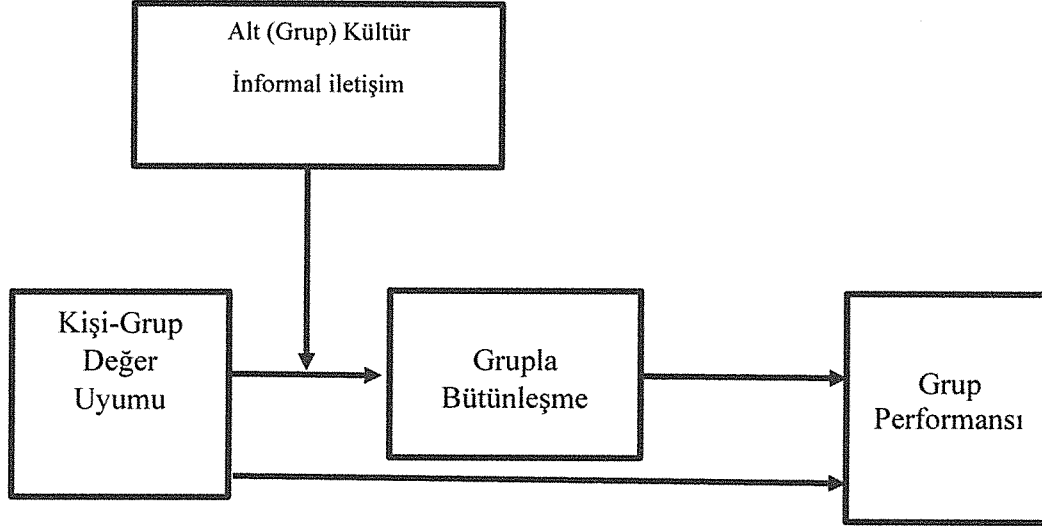 Alt (Grup) Kültür
İnformal iletişim
Kişi-Grup
Değer
Uyumu
Grupla
Bütünleşme
Grup
Performansı